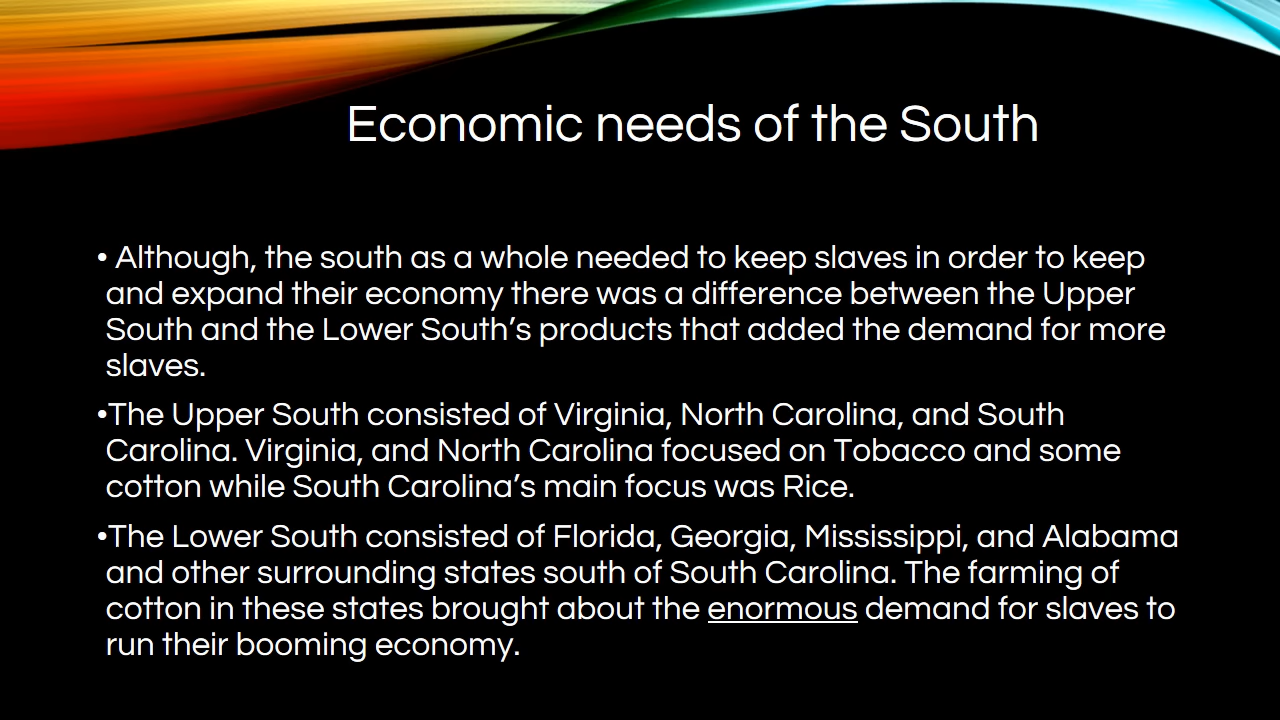 Economic needs of the South
• Although, the south as a whole needed to keep slaves in order to keep
and expand their economy there was a difference between the Upper
South and the Lower South’s products that added the demand for more
slaves.
•The Upper South consisted of Virginia, North Carolina, and South
Carolina. Virginia, and North Carolina focused on Tobacco and some
cotton while South Carolina’s main focus was Rice.
•The Lower South consisted of Florida, Georgia, Mississippi, and Alabama
and other surrounding states south of South Carolina. The farming of
cotton in these states brought about the enormous demand for slaves to
run their booming economy.